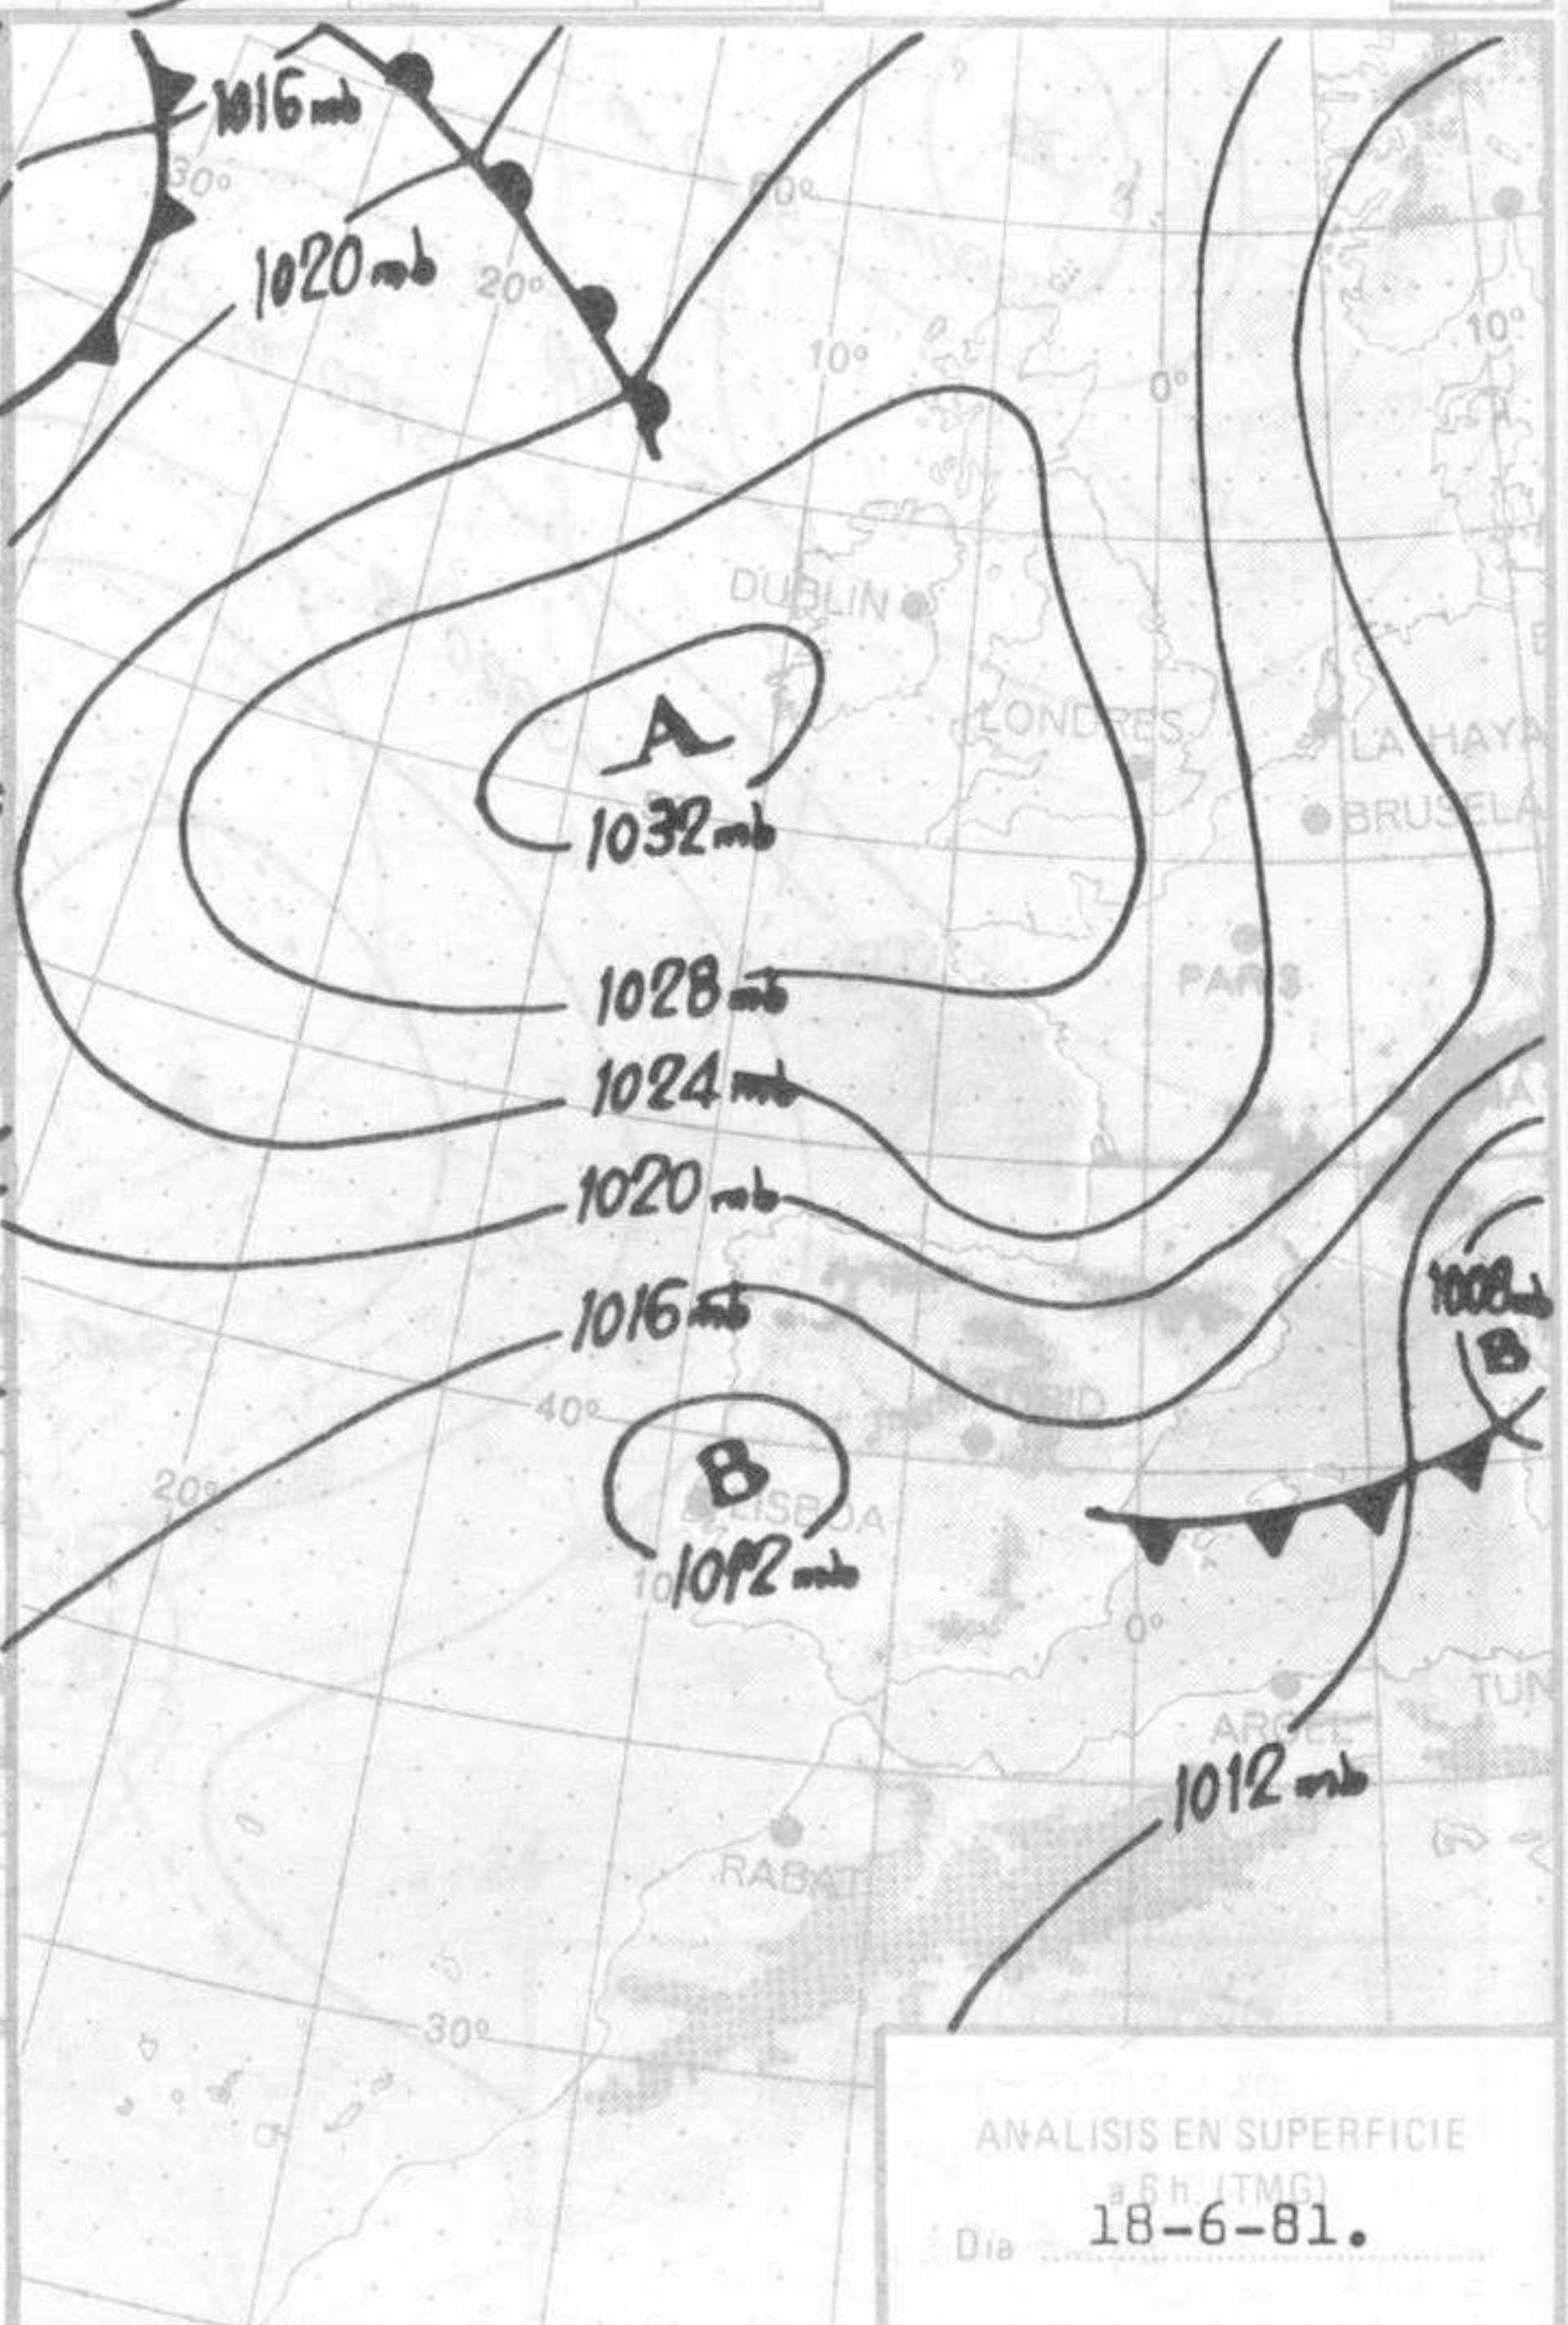 1016 mb
30°
60°
1020 mb
20°
10°
10°
0°
DUBLIN
LONDRES
LA HAYA
A
1032 mb
BRUSELA
1028 mb
PARIS
1024 mb
1020 mb
1016 mb
1008 mb
B
40°
B
20°
LISBOA
1012 mb
10
0°
TUN
ARGEL
1012 mb
RABAT
30°
ANALISIS EN SUPERFICIE
a 6 h. (TMG)
Día 18-6-81.